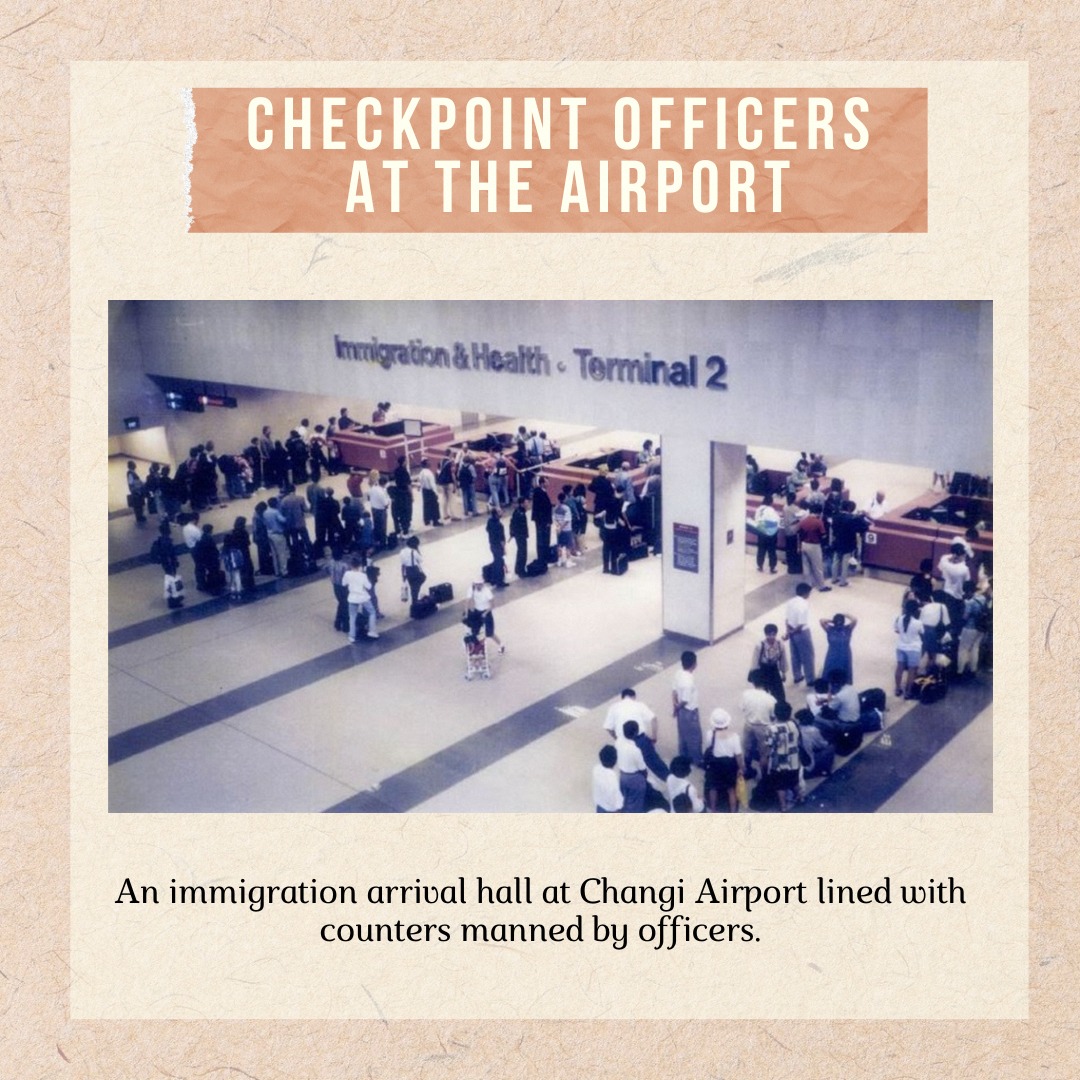 CHECKPOINT OFFICERS
AT THE AIRPORT
Immigration & Health · Terminal 2
9
An immigration arrival hall at Changi Airport lined with
counters manned by officers.